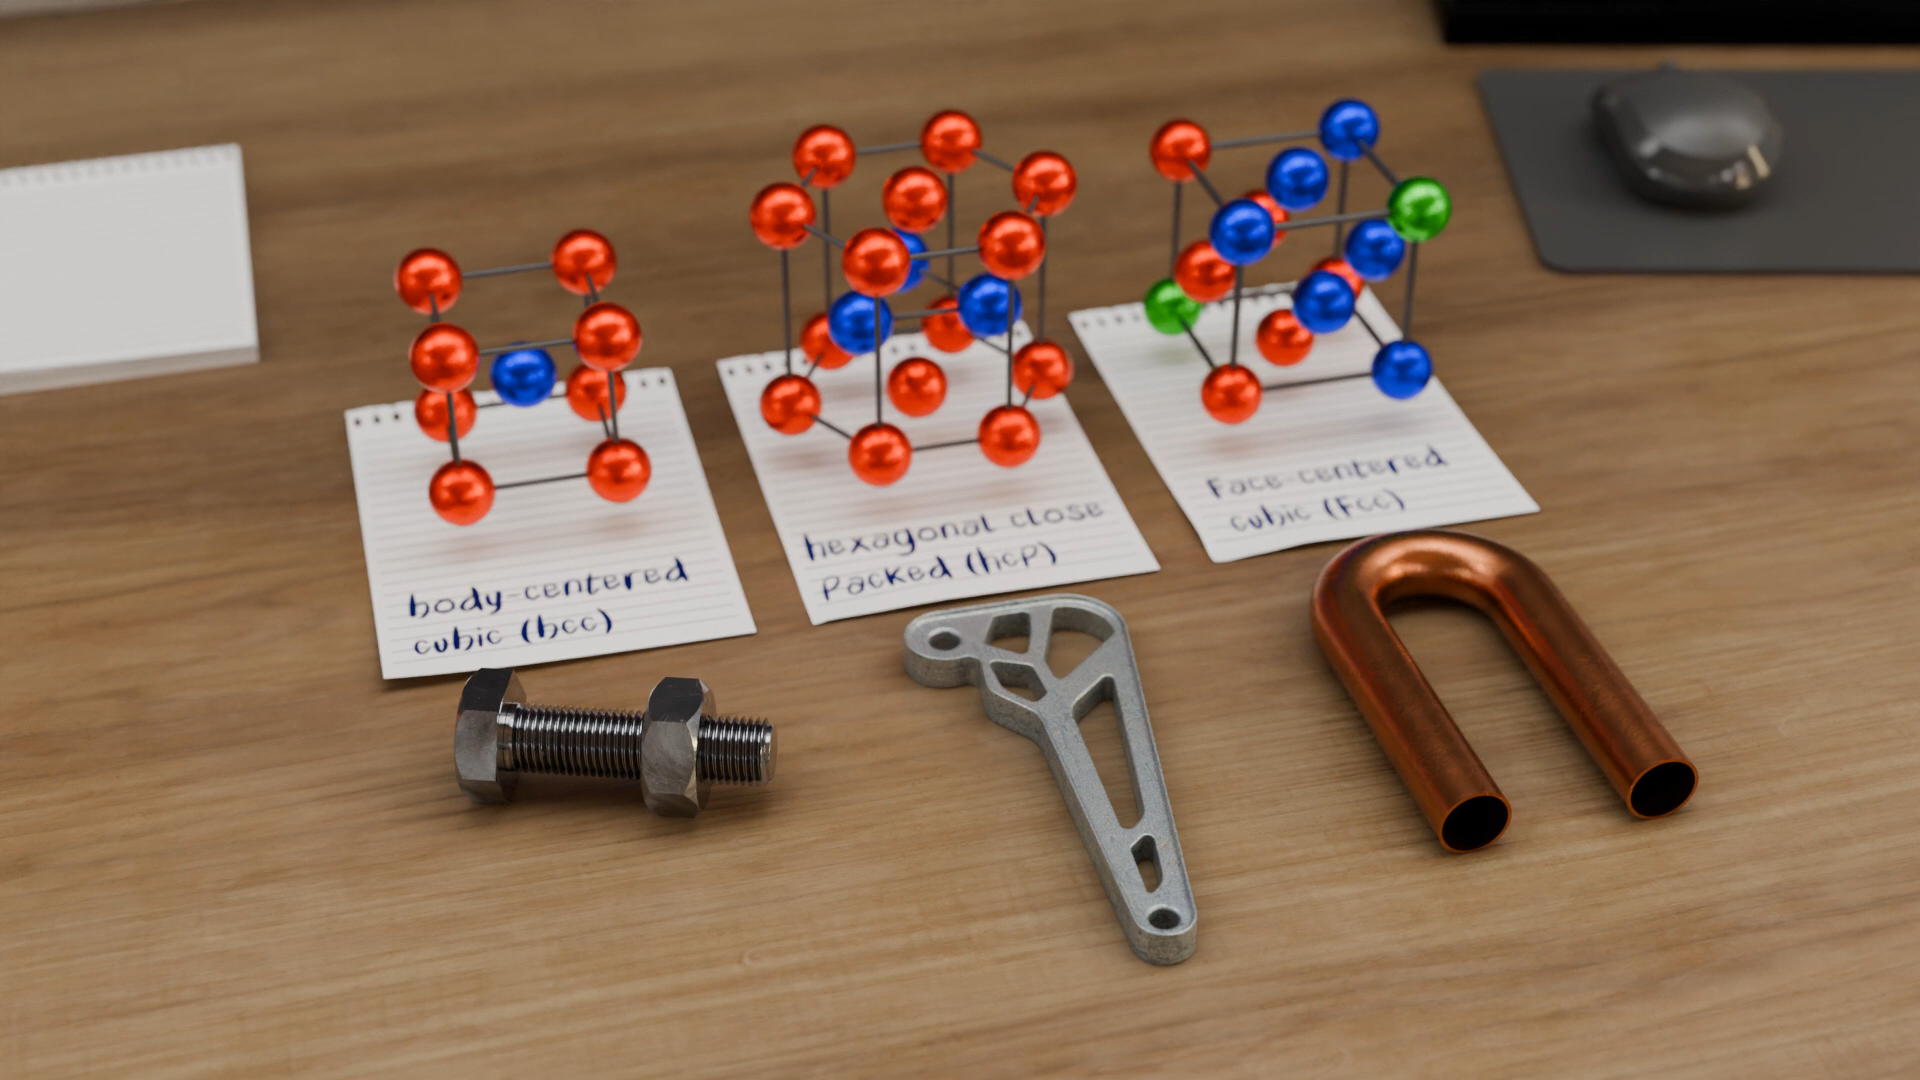 body-centered
cubic (bcc)
hexagonal close
packed (hcp)
Face-centered
cubic (Fcc)